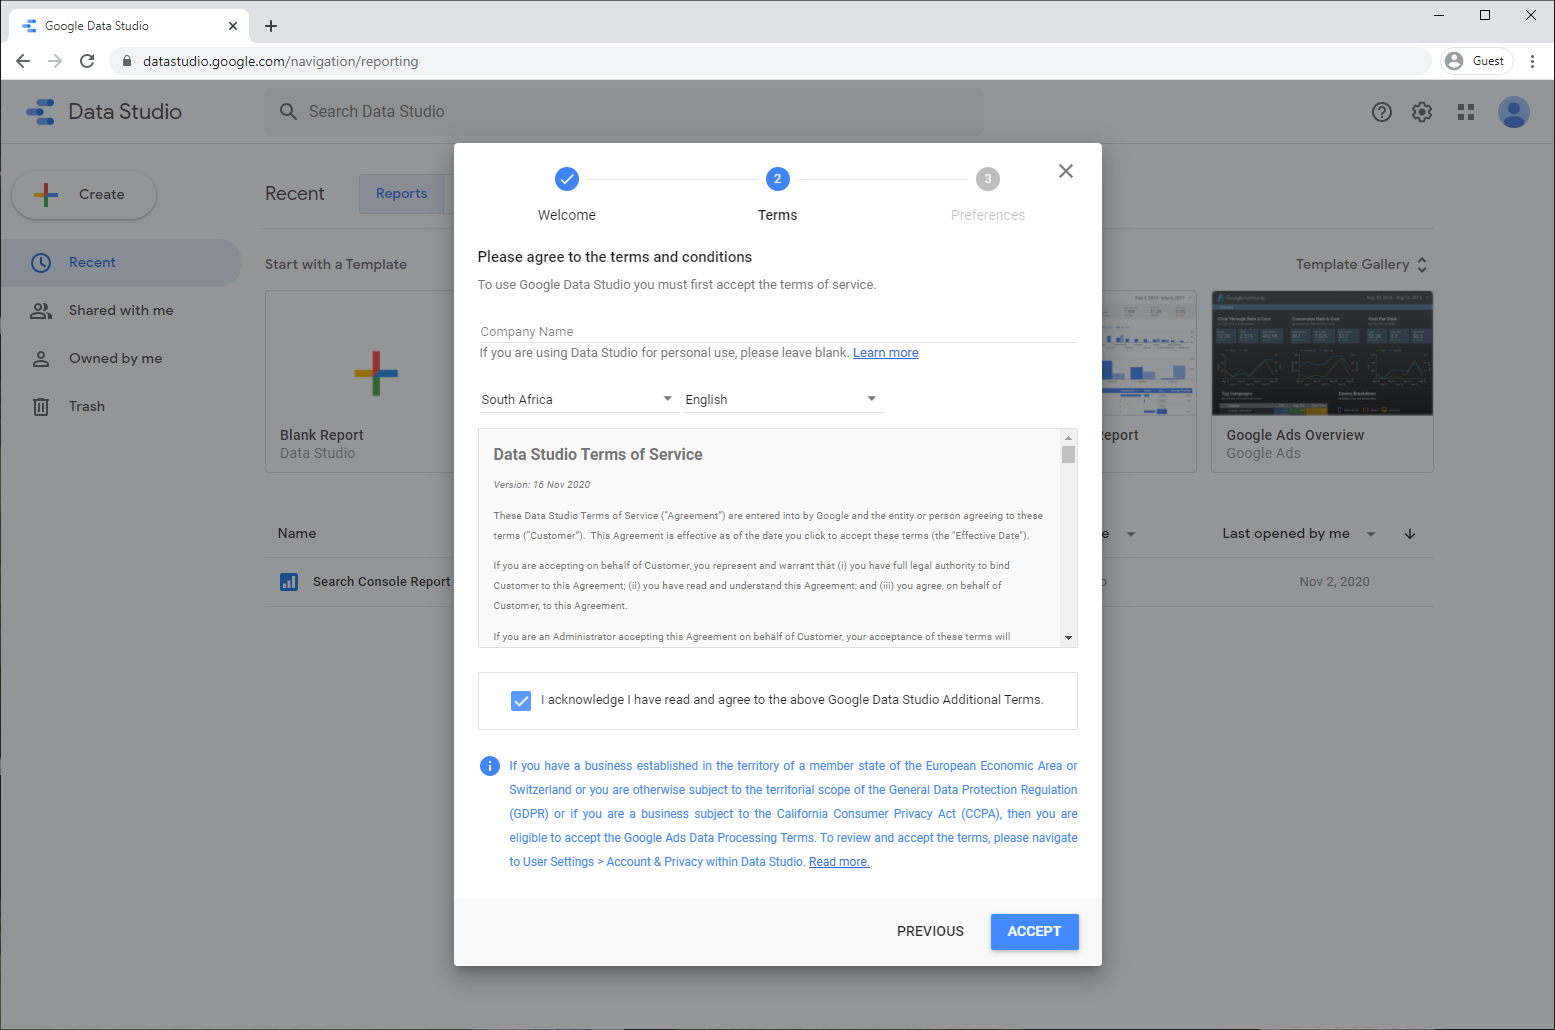 Google Data Studio
datastudio.google.com/navigation/reporting
Guest
Data Studio
Search Data Studio
Create
Recent
Shared with me
Owned by me
Trash
Recent
Reports
Start with a Template
Template Gallery
Blank Report
Data Studio
Google Ads Overview
Google Ads
Name
Last opened by me
Search Console Report
Nov 2, 2020
2
3
Welcome
Terms
Preferences
Please agree to the terms and conditions
To use Google Data Studio you must first accept the terms of service.
Company Name
If you are using Data Studio for personal use, please leave blank. Learn more
South Africa
English
Data Studio Terms of Service
Version: 16 Nov 2020
These Data Studio Terms of Service ("Agreement") are entered into by Google and the entity or person agreeing to these
terms ("Customer"). This Agreement is effective as of the date you click to accept these terms (the "Effective Date").
If you are accepting on behalf of Customer, you represent and warrant that (i) you have full legal authority to bind
Customer to this Agreement; (ii) you have read and understand this Agreement; and (iii) you agree, on behalf of
Customer, to this Agreement.
If you are an Administrator accepting this Agreement on behalf of Customer, your acceptance of these terms will
I acknowledge I have read and agree to the above Google Data Studio Additional Terms.
If you have a business established in the territory of a member state of the European Economic Area or
Switzerland or you are otherwise subject to the territorial scope of the General Data Protection Regulation
(GDPR) or if you are a business subject to the California Consumer Privacy Act (CCPA), then you are
eligible to accept the Google Ads Data Processing Terms. To review and accept the terms, please navigate
to User Settings > Account & Privacy within Data Studio. Read more.
PREVIOUS
ACCEPT